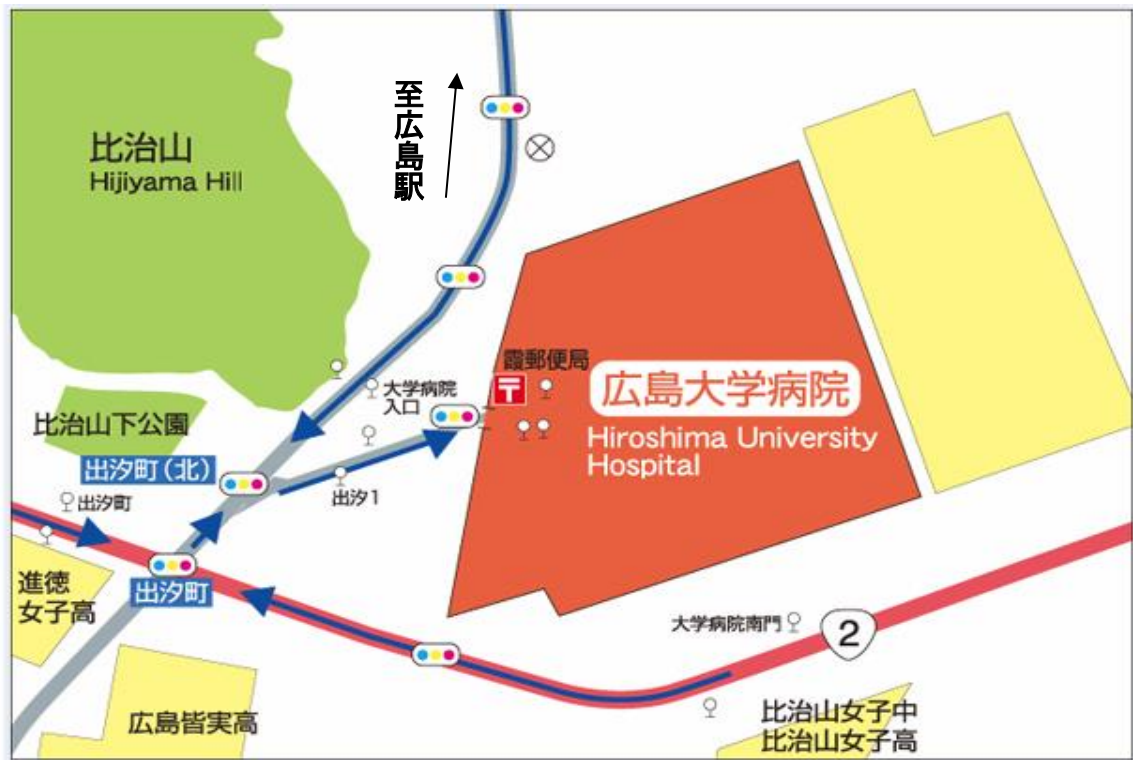 至広島駅
比治山
Hijiyama Hill
霞郵便局
〒
大学病院
入口
広島大学病院
Hiroshima University
Hospital
比治山下公園
出汐町(北)
出汐1
出汐町
進徳
女子高
出汐町
大学病院南門
2
広島皆実高
比治山女子中
比治山女子高